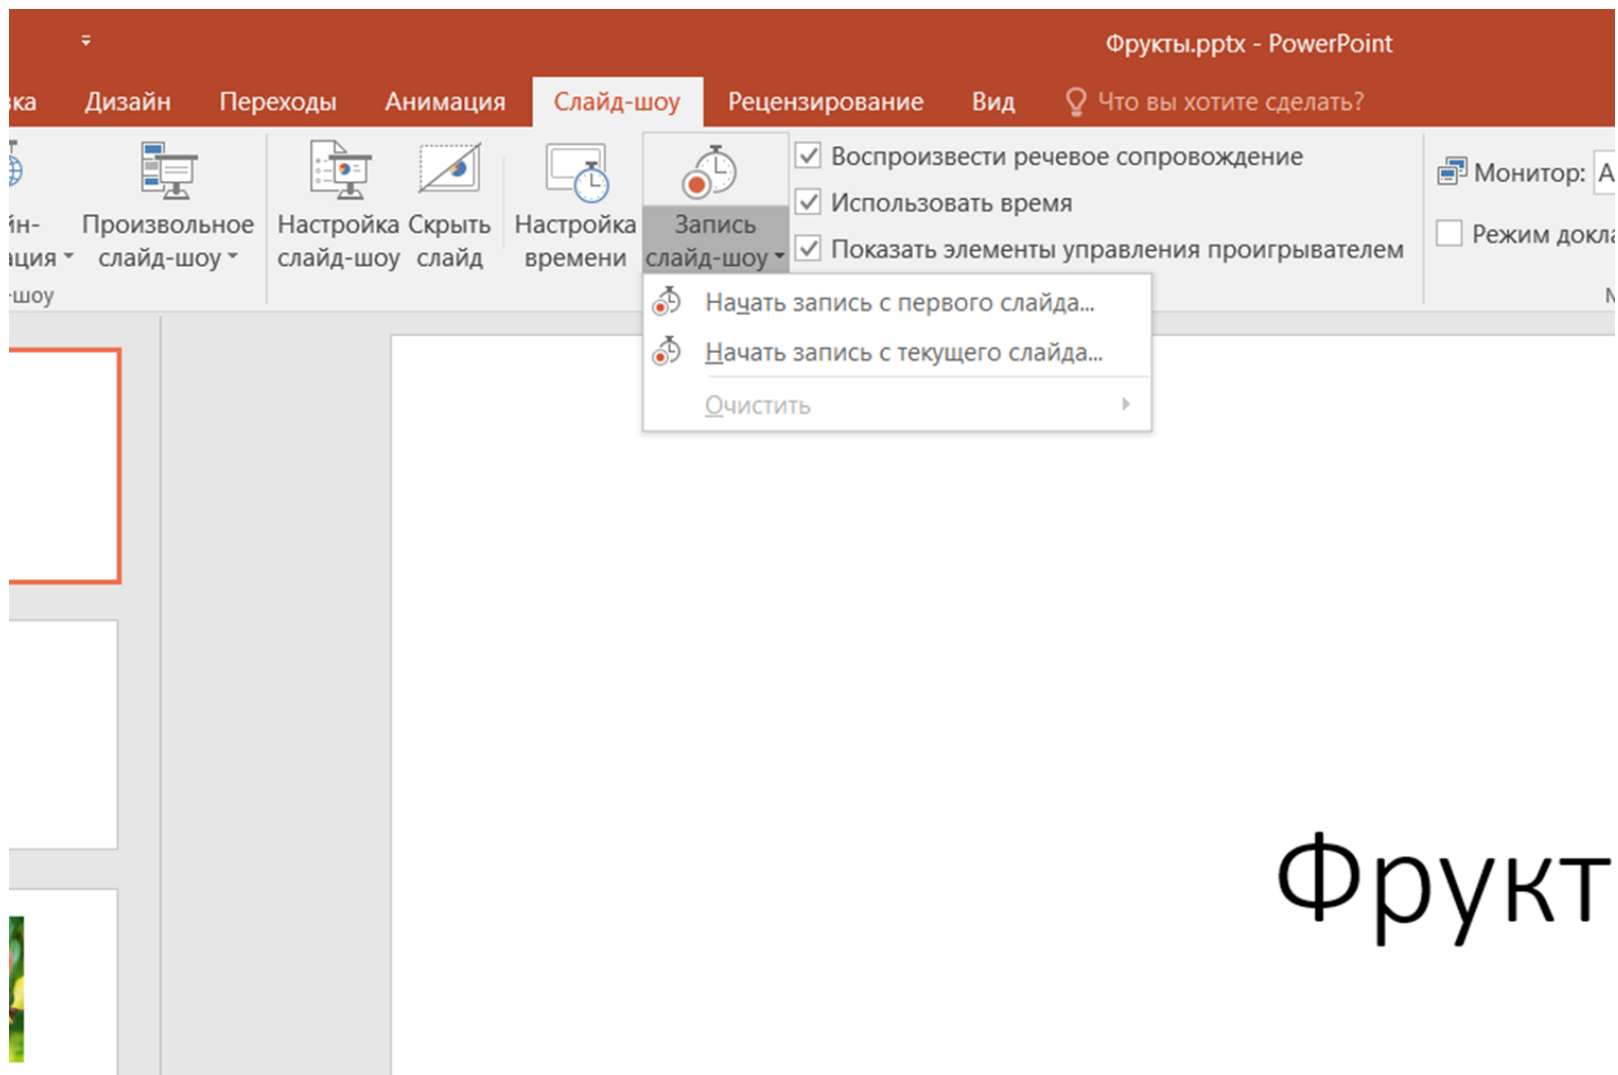 Фрукты.pptx - PowerPoint
Дизайн Переходы Анимация Слайд-шоу Рецензирование Вид Что вы хотите сделать?
Произвольное слайд-шоу
Настройка слайд-шоу
Скрыть слайд
Настройка времени
Запись слайд-шоу
Воспроизвести речевое сопровождение
Использовать время
Показать элементы управления проигрывателем
Монитор:
Режим
Начать запись с первого слайда...
Начать запись с текущего слайда...
Очистить
Фрукт